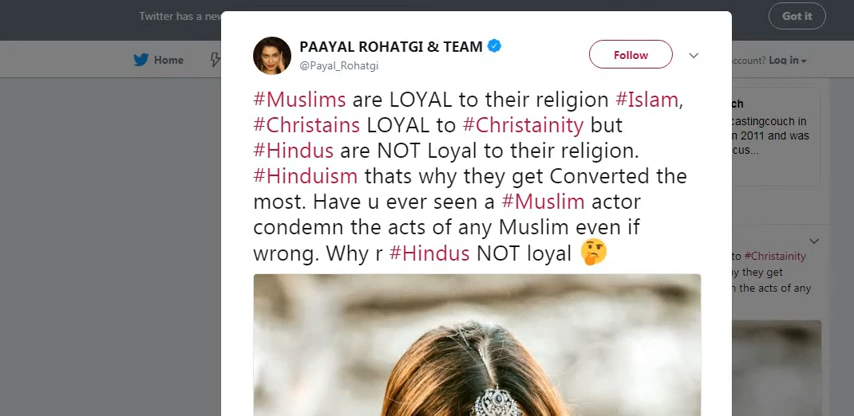 Twitter has a new
Got it
Home
account? Log in
PAAYAL ROHATGI & TEAM
Follow
@Payal_Rohatgi
#Muslims are LOYAL to their religion #Islam,
#Christains LOYAL to #Christainity but
#Hindus are NOT Loyal to their religion.
#Hinduism thats why they get Converted the
most. Have u ever seen a #Muslim actor
condemn the acts of any Muslim even if
wrong. Why r #Hindus NOT loyal 🤔
castingcouch in
n 2011 and was
to #Christainity
they get
the acts of any